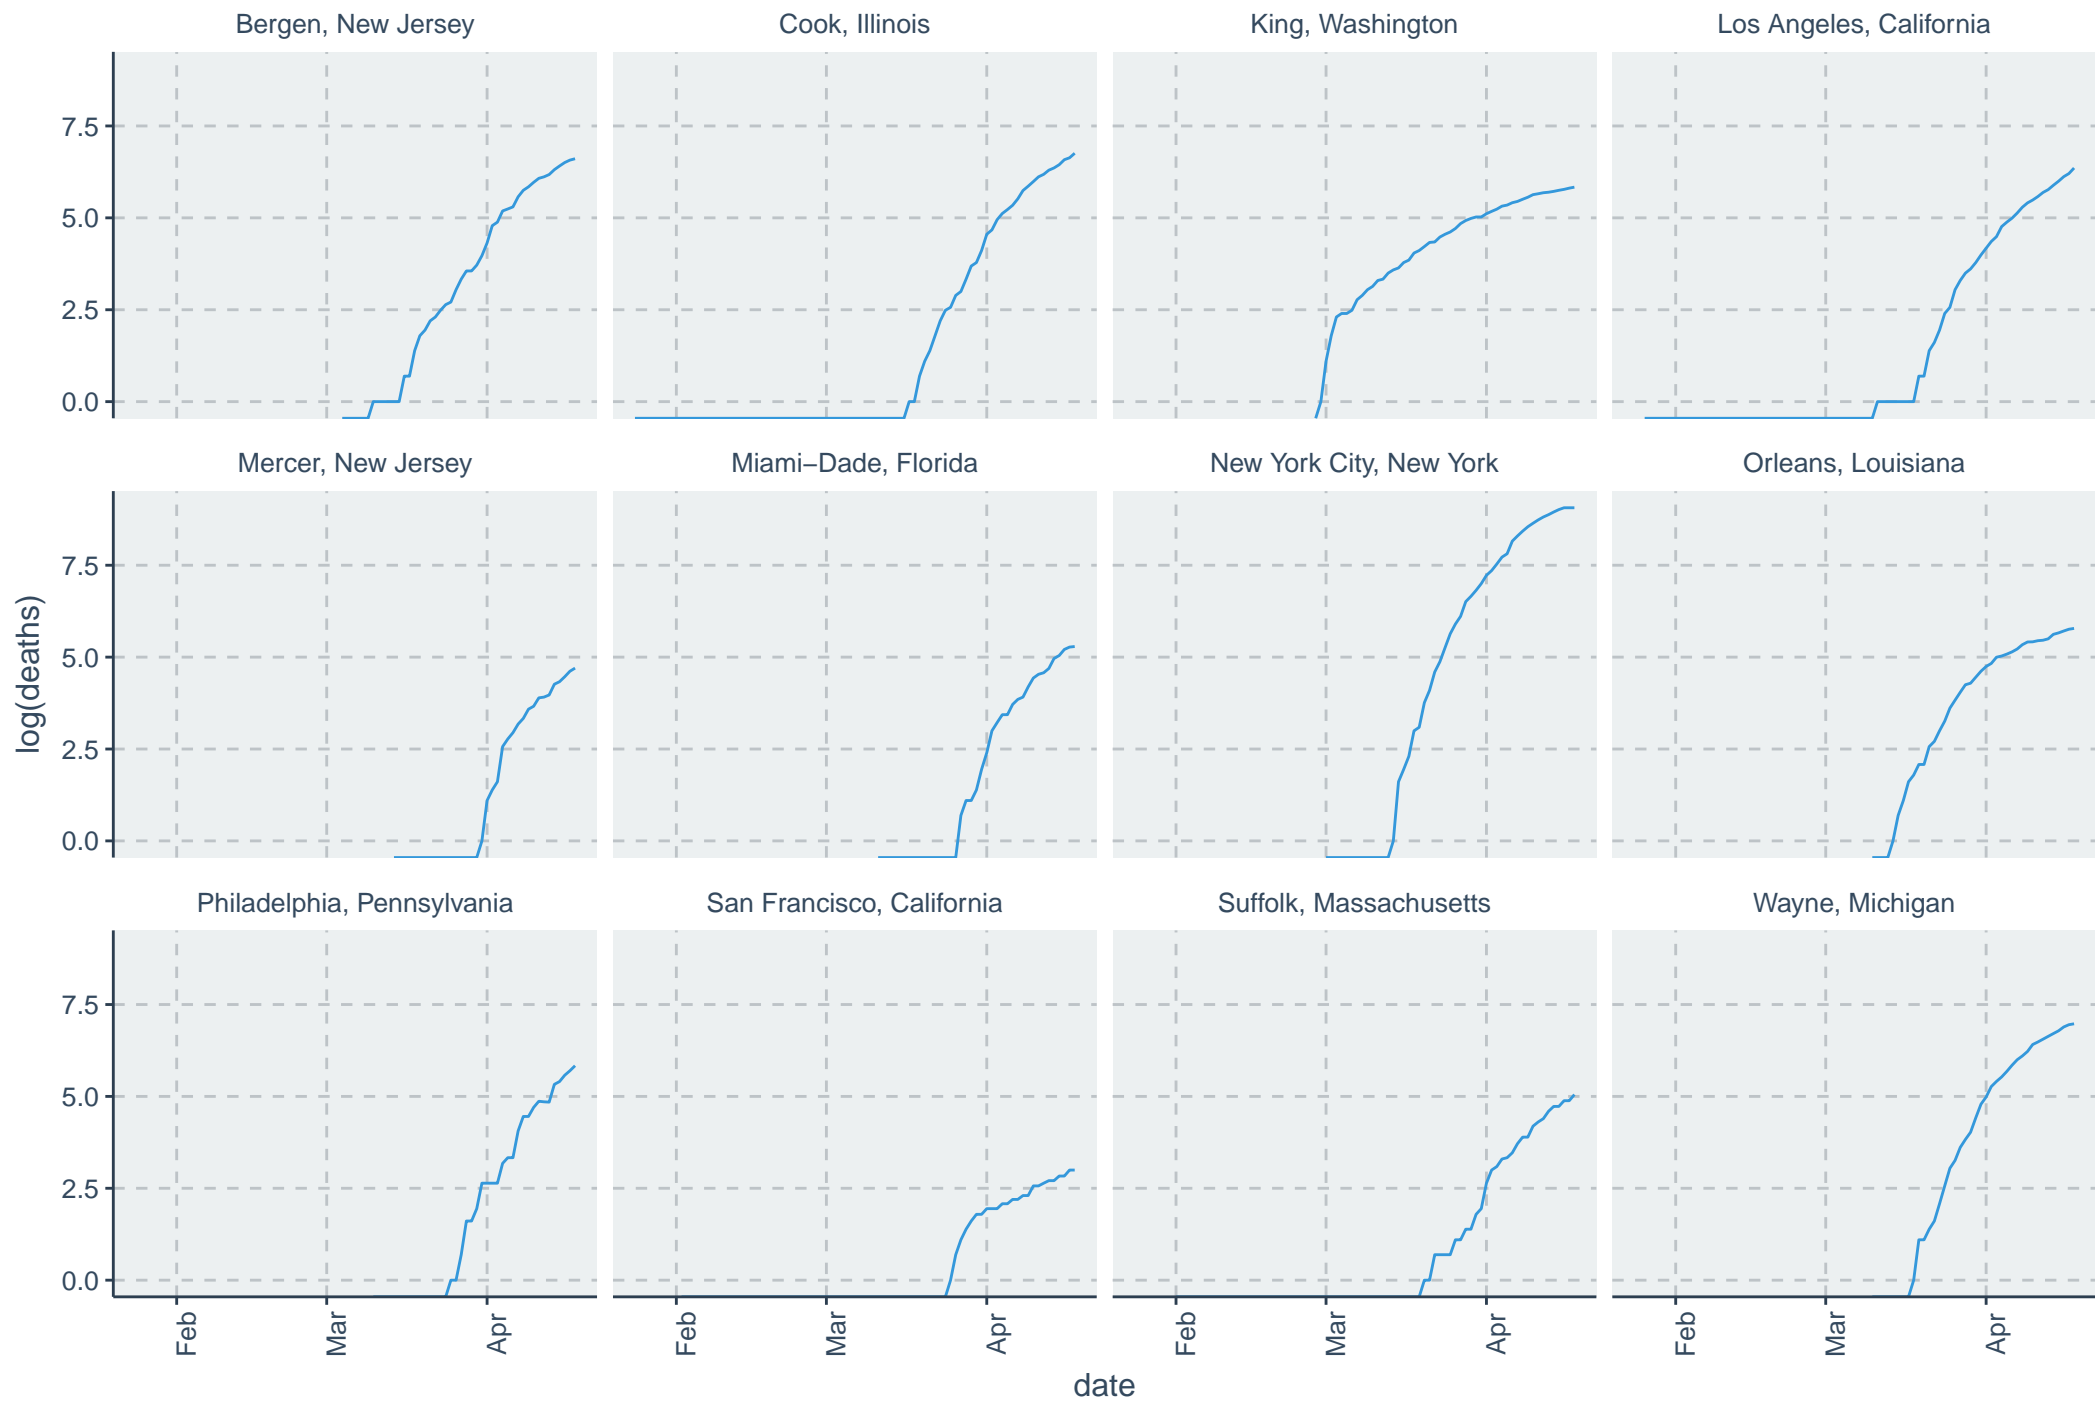 Bergen, New Jersey
Cook, Illinois
King, Washington
Los Angeles, California
7.5
5.0
2.5
0.0
Mercer, New Jersey
Miami−Dade, Florida
New York City, New York
Orleans, Louisiana
7.5
5.0
2.5
0.0
log(deaths)
Philadelphia, Pennsylvania
San Francisco, California
Suffolk, Massachusetts
Wayne, Michigan
7.5
5.0
2.5
0.0
Feb
Mar
Apr
Feb
Mar
Apr
Feb
Mar
Apr
Feb
Mar
Apr
date